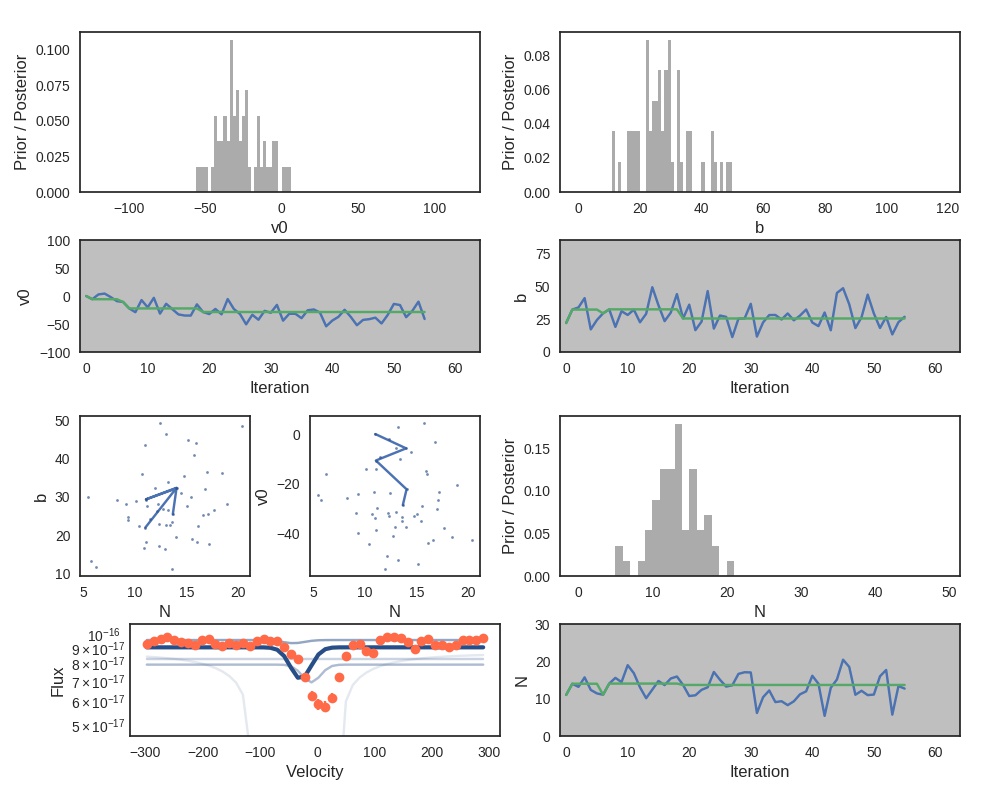 Prior / Posterior
0.100
0.075
0.050
0.025
0.000
−100 −50 0 50 100
v0
Prior / Posterior
0.08
0.06
0.04
0.02
0.00
0 20 40 60 80 100 120
b
v0
100
50
0
−50
−100
0 10 20 30 40 50 60
Iteration
b
75
50
25
0
0 10 20 30 40 50 60
Iteration
b
50
40
30
20
10
5 10 15 20
N
v0
0
−20
−40
5 10 15 20
N
Prior / Posterior
0.15
0.10
0.05
0.00
0 10 20 30 40 50
N
Flux
10⁻¹⁶
9 × 10⁻¹⁷
8 × 10⁻¹⁷
7 × 10⁻¹⁷
6 × 10⁻¹⁷
5 × 10⁻¹⁷
−300 −200 −100 0 100 200 300
Velocity
N
30
20
10
0
0 10 20 30 40 50 60
Iteration